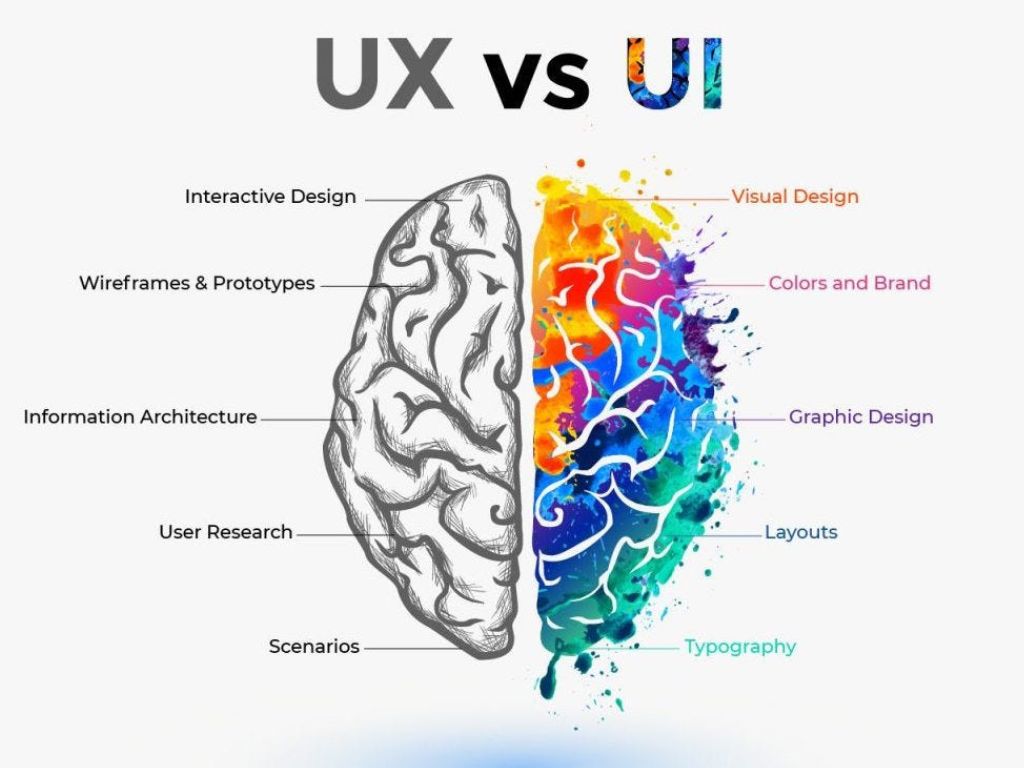 UX vs UI
Interactive Design
Visual Design
Wireframes & Prototypes
Colors and Brand
Information Architecture
Graphic Design
User Research
Layouts
Scenarios
Typography